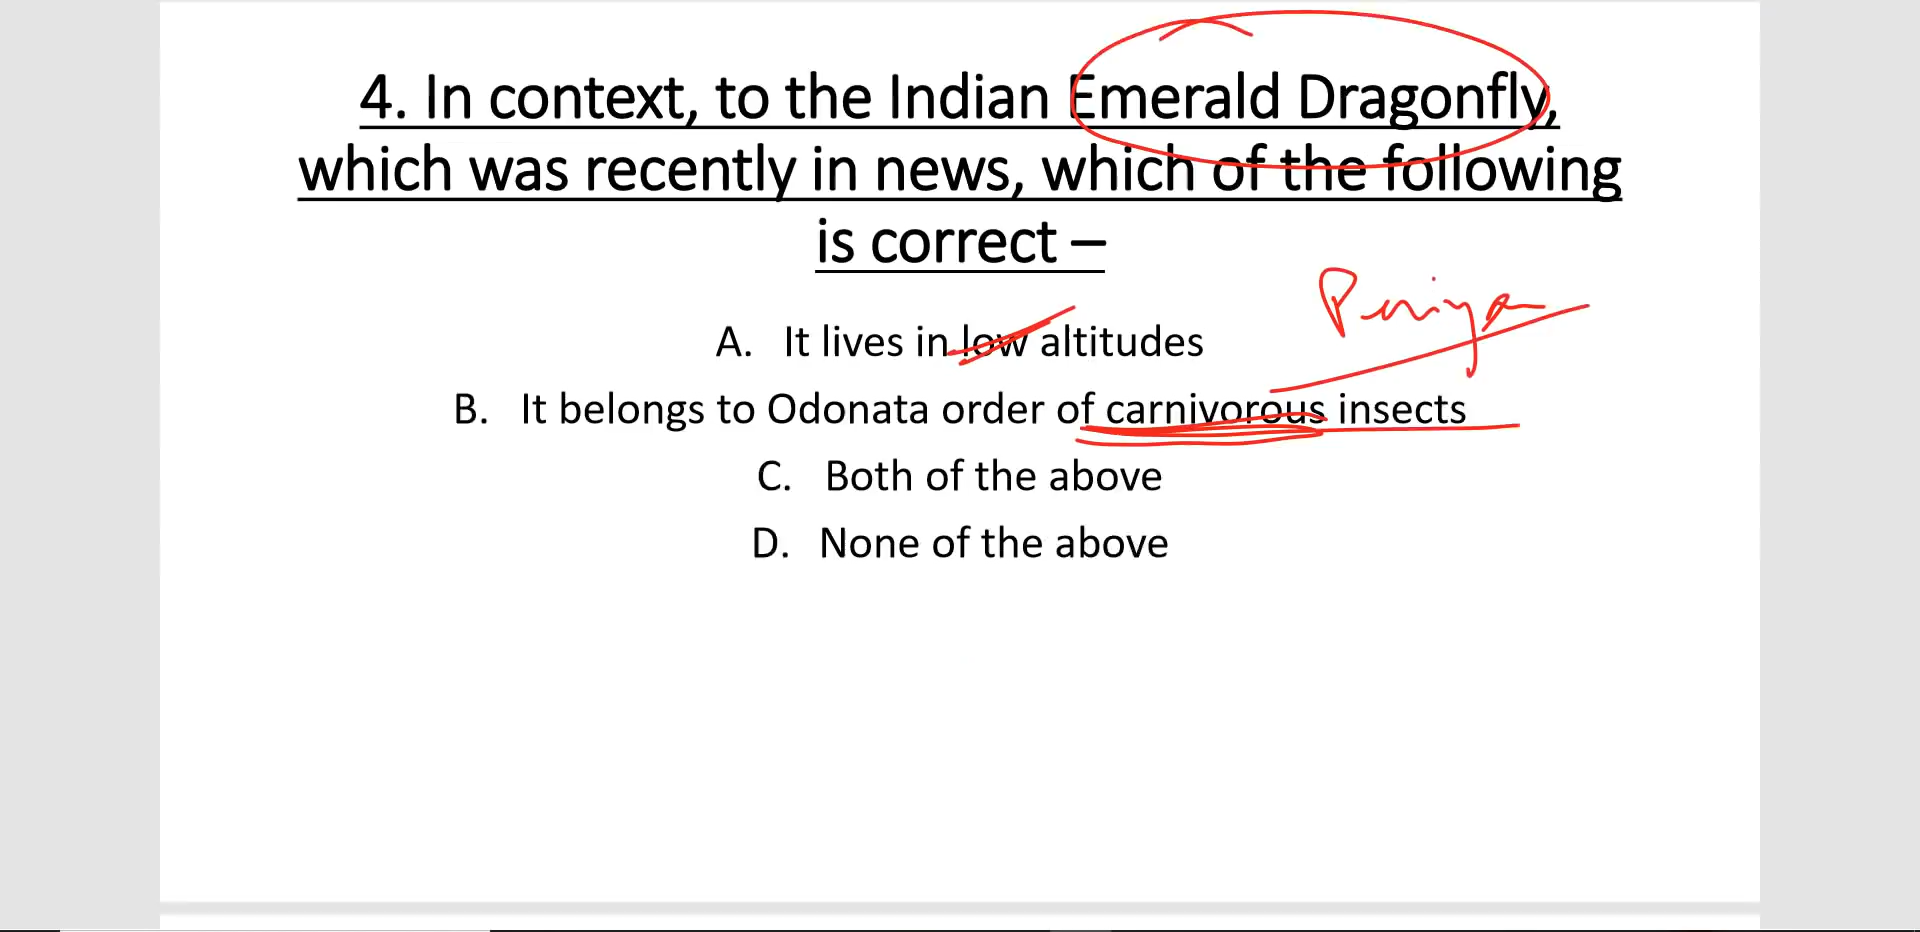 4. In context, to the Indian Emerald Dragonfly,
which was recently in news, which of the following
is correct –
A. It lives in low altitudes
B. It belongs to Odonata order of carnivorous insects
C. Both of the above
D. None of the above